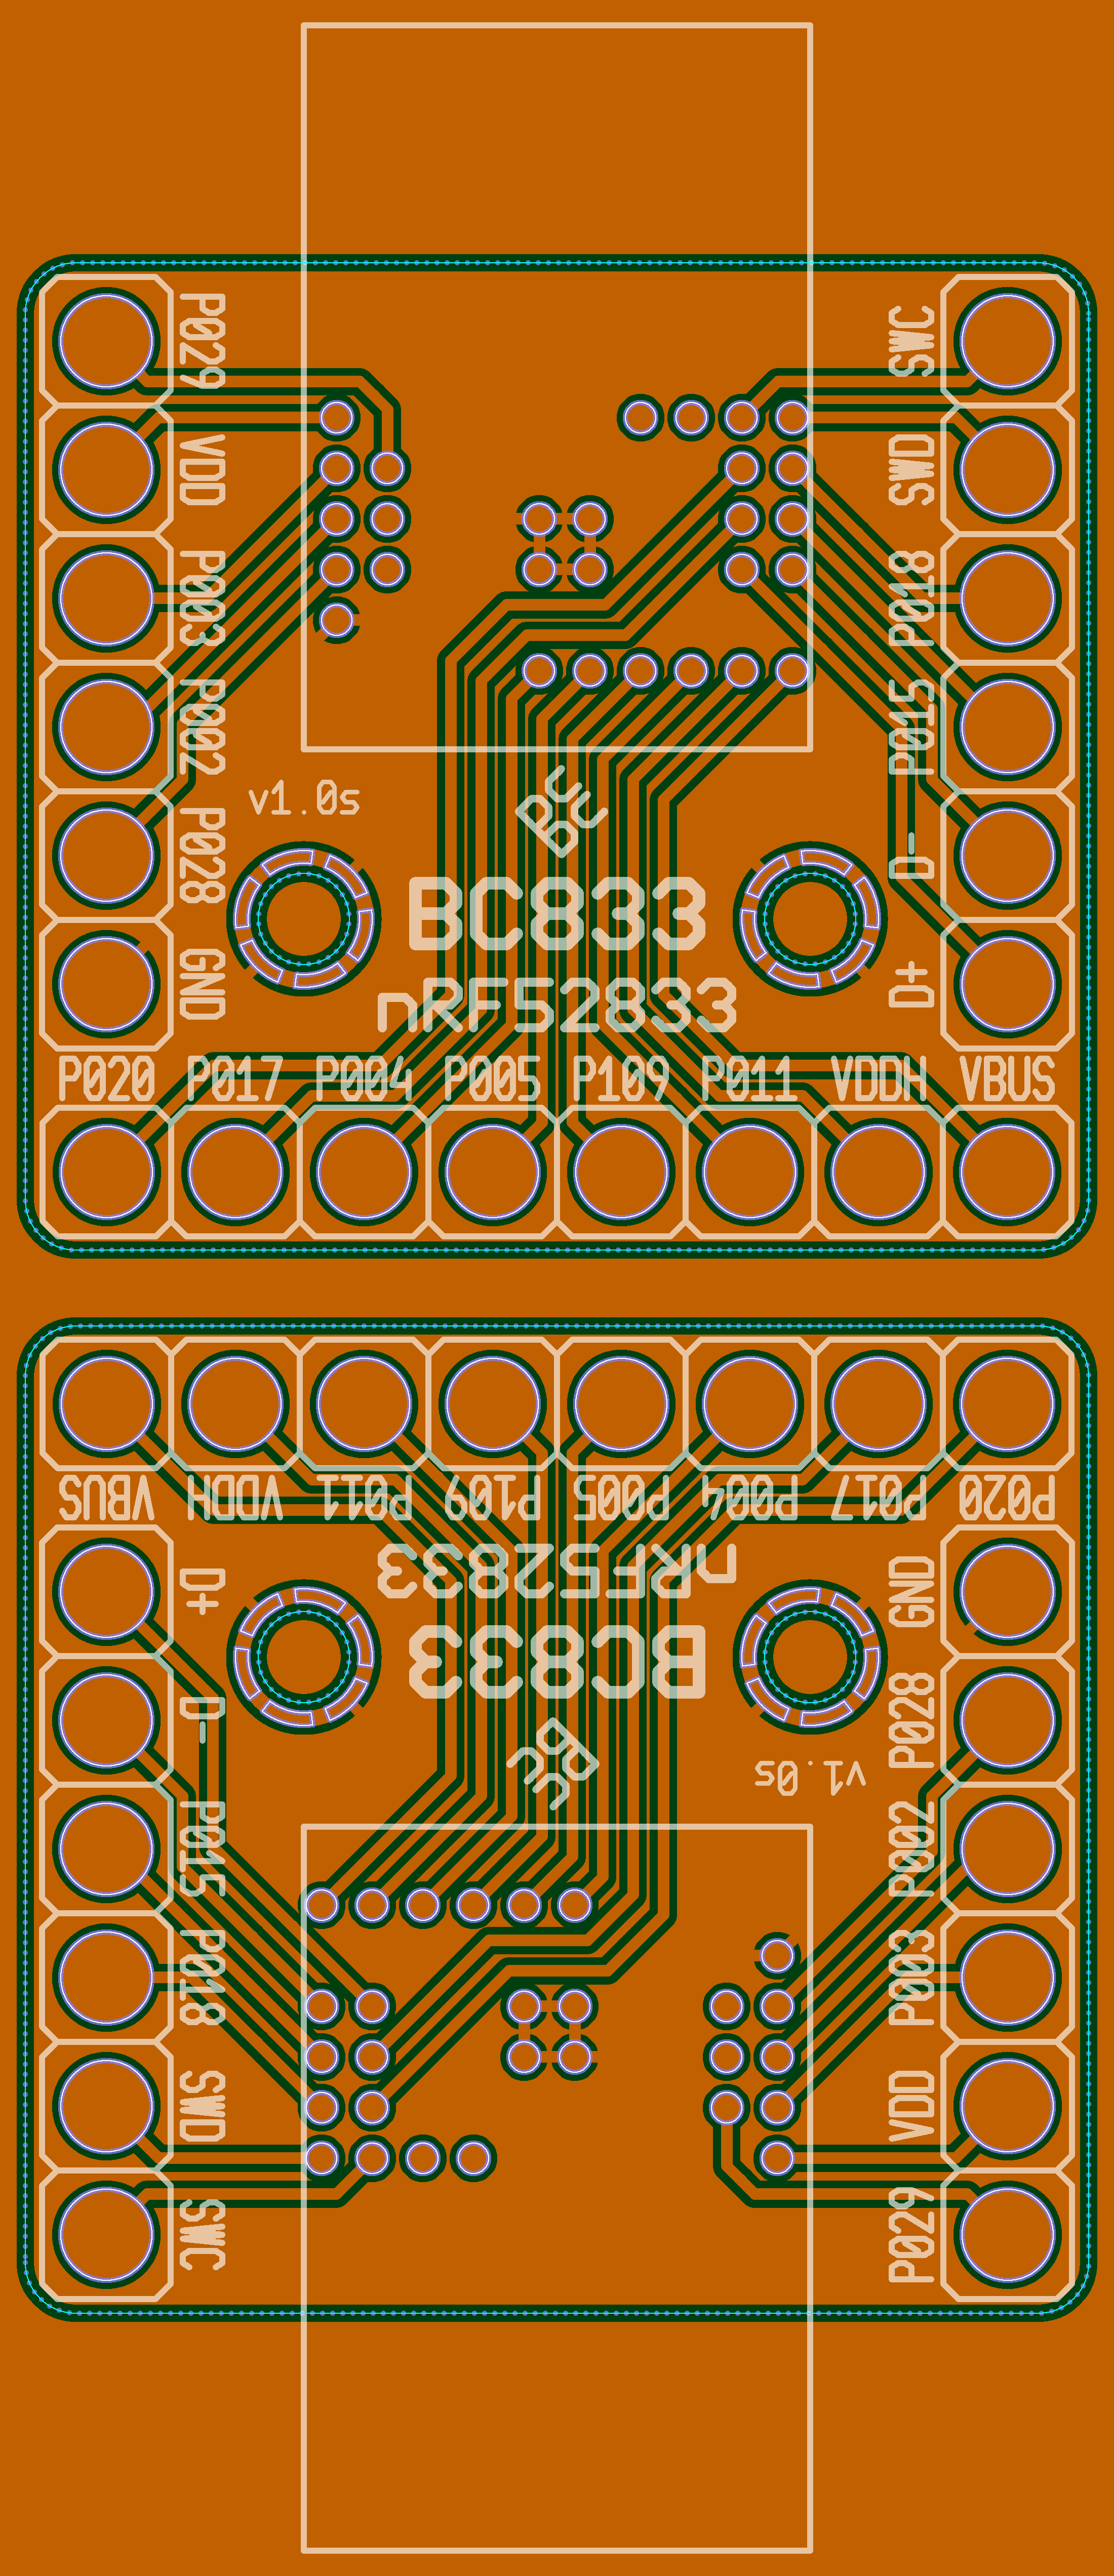 P029
SWC
VDD
SWD
P003
P018
P002
P015
v1.0s
BC
P028
D-
BC833
GND
D+
nRF52833
P020 P017 P004 P005 P109 P011 VDDH VBUS
VBUS VDDH P011 P109 P005 P004 P017 P020
nRF52833
D+
GND
BC833
D-
P028
BC
v1.0s
P015
P002
P018
P003
SWD
VDD
SWC
P029